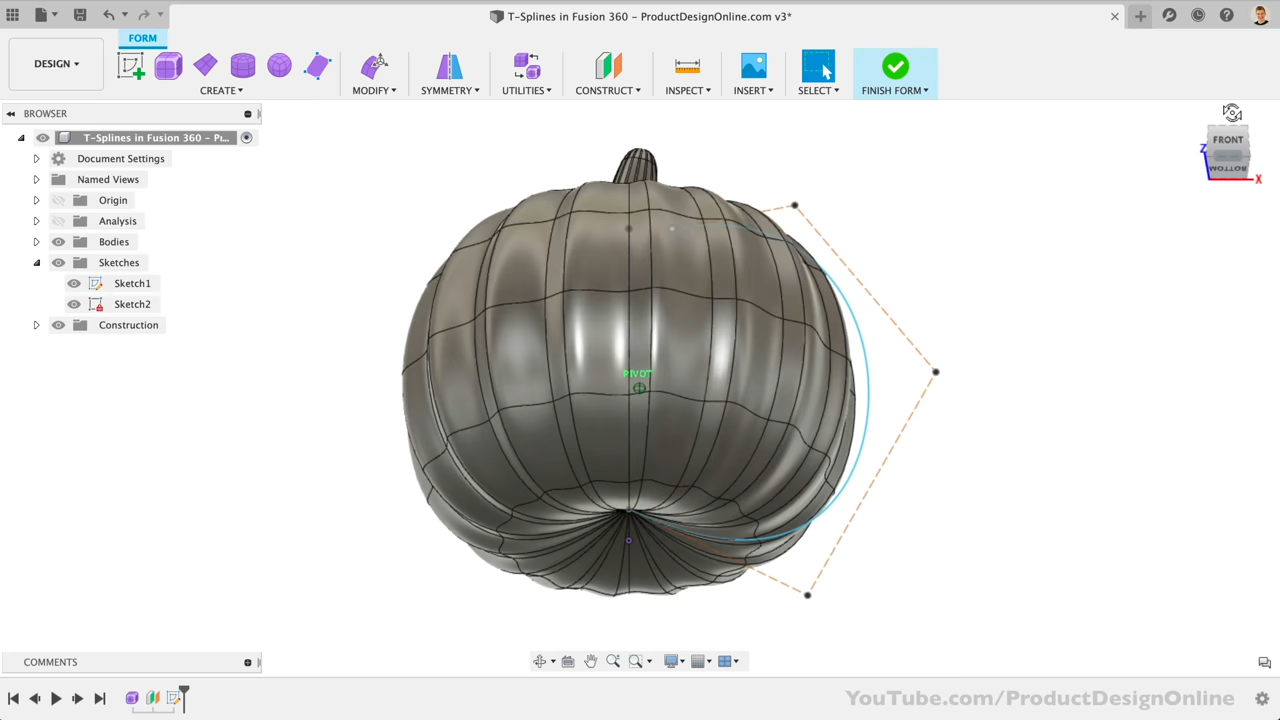 T-Splines in Fusion 360 - ProductDesignOnline.com v3*
FORM
DESIGN
CREATE
MODIFY
SYMMETRY
UTILITIES
CONSTRUCT
INSPECT
INSERT
SELECT
FINISH FORM
BROWSER
T-Splines in Fusion 360 - Pr...
Document Settings
Named Views
Origin
Analysis
Bodies
Sketches
Sketch1
Sketch2
Construction
FRONT
BOTTOM
Z
X
PIVOT
COMMENTS
YouTube.com/ProductDesignOnline